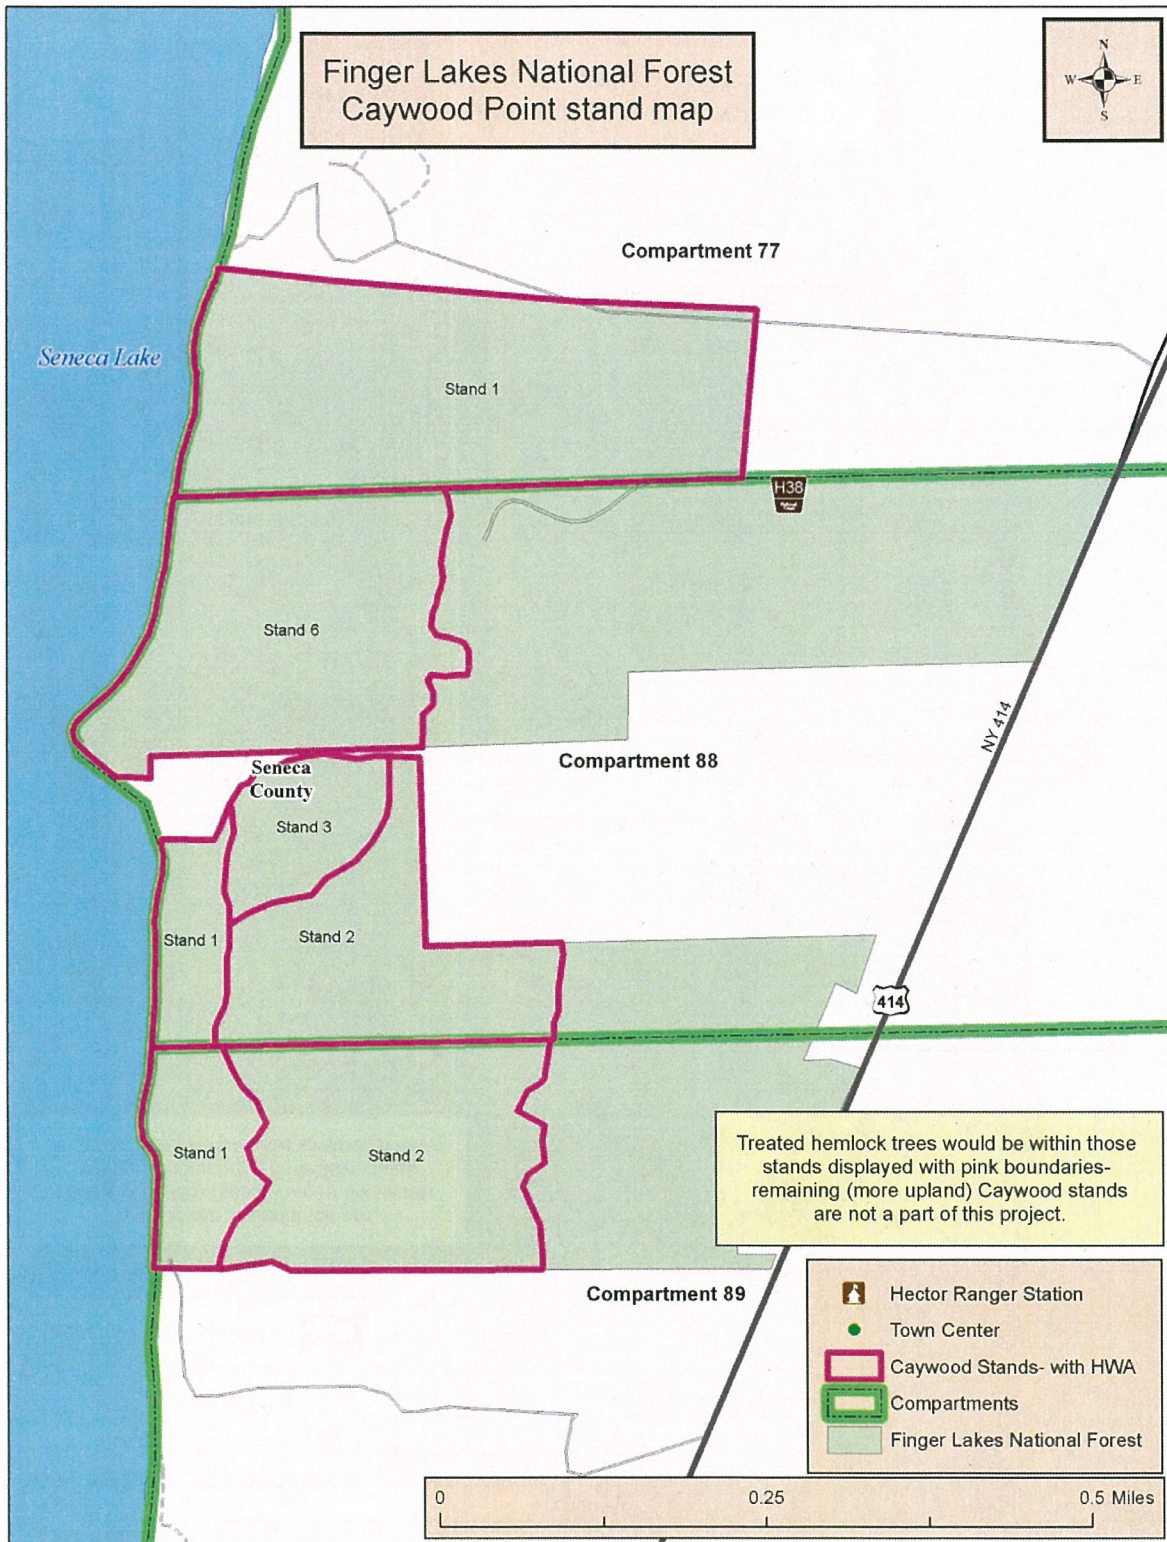 Finger Lakes National Forest
Caywood Point stand map
N
W
E
S
Compartment 77
Seneca Lake
Stand 1
H38
Stand 6
NY 414
Seneca
County
Compartment 88
Stand 3
Stand 1
Stand 2
414
Stand 1
Stand 2
Treated hemlock trees would be within those
stands displayed with pink boundaries-
remaining (more upland) Caywood stands
are not a part of this project.
Compartment 89
Hector Ranger Station
Town Center
Caywood Stands- with HWA
Compartments
Finger Lakes National Forest
0
0.25
0.5 Miles